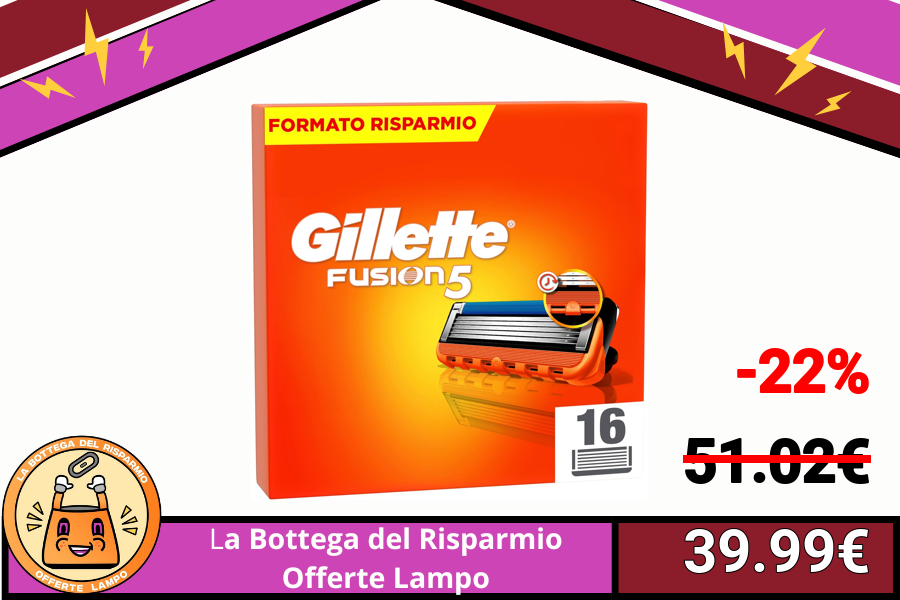 FORMATO RISPARMIO
Gillette®
FUSION5
16
-22%
51.02€
39.99€
La Bottega del Risparmio
Offerte Lampo
LA BOTTEGA DEL RISPARMIO
OFFERTE LAMPO